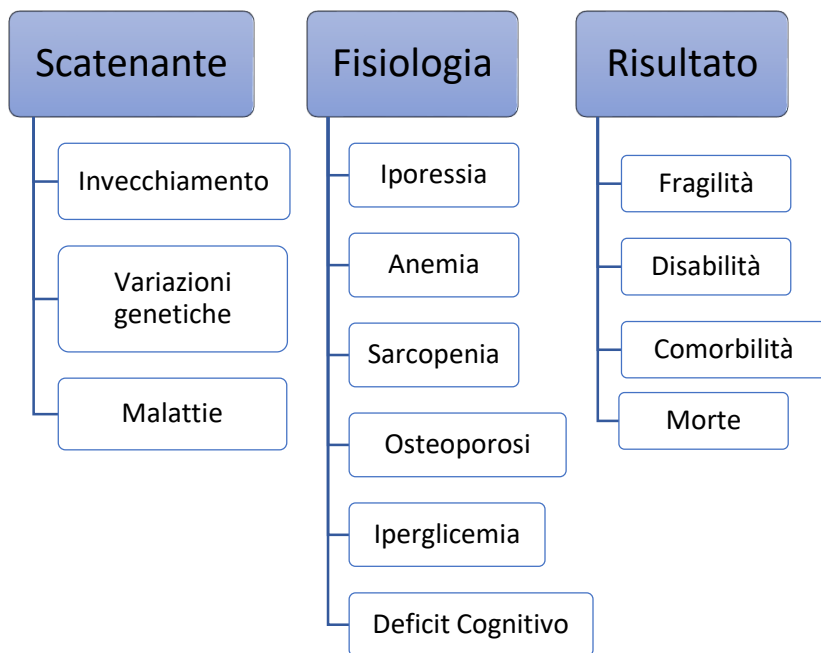 Scatenante
Invecchiamento
Variazioni
genetiche
Malattie
Fisiologia
Iporessia
Anemia
Sarcopenia
Osteoporosi
Iperglicemia
Deficit Cognitivo
Risultato
Fragilità
Disabilità
Comorbilità
Morte